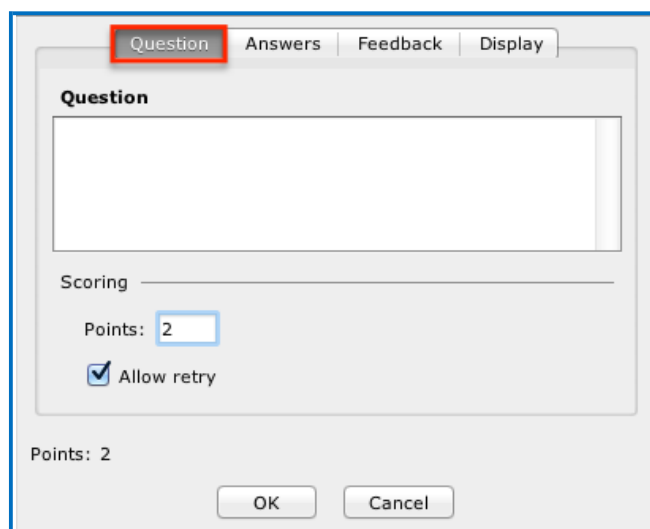 Question Answers Feedback Display
Question
Scoring
Points: 2
Allow retry
Points: 2
OK Cancel